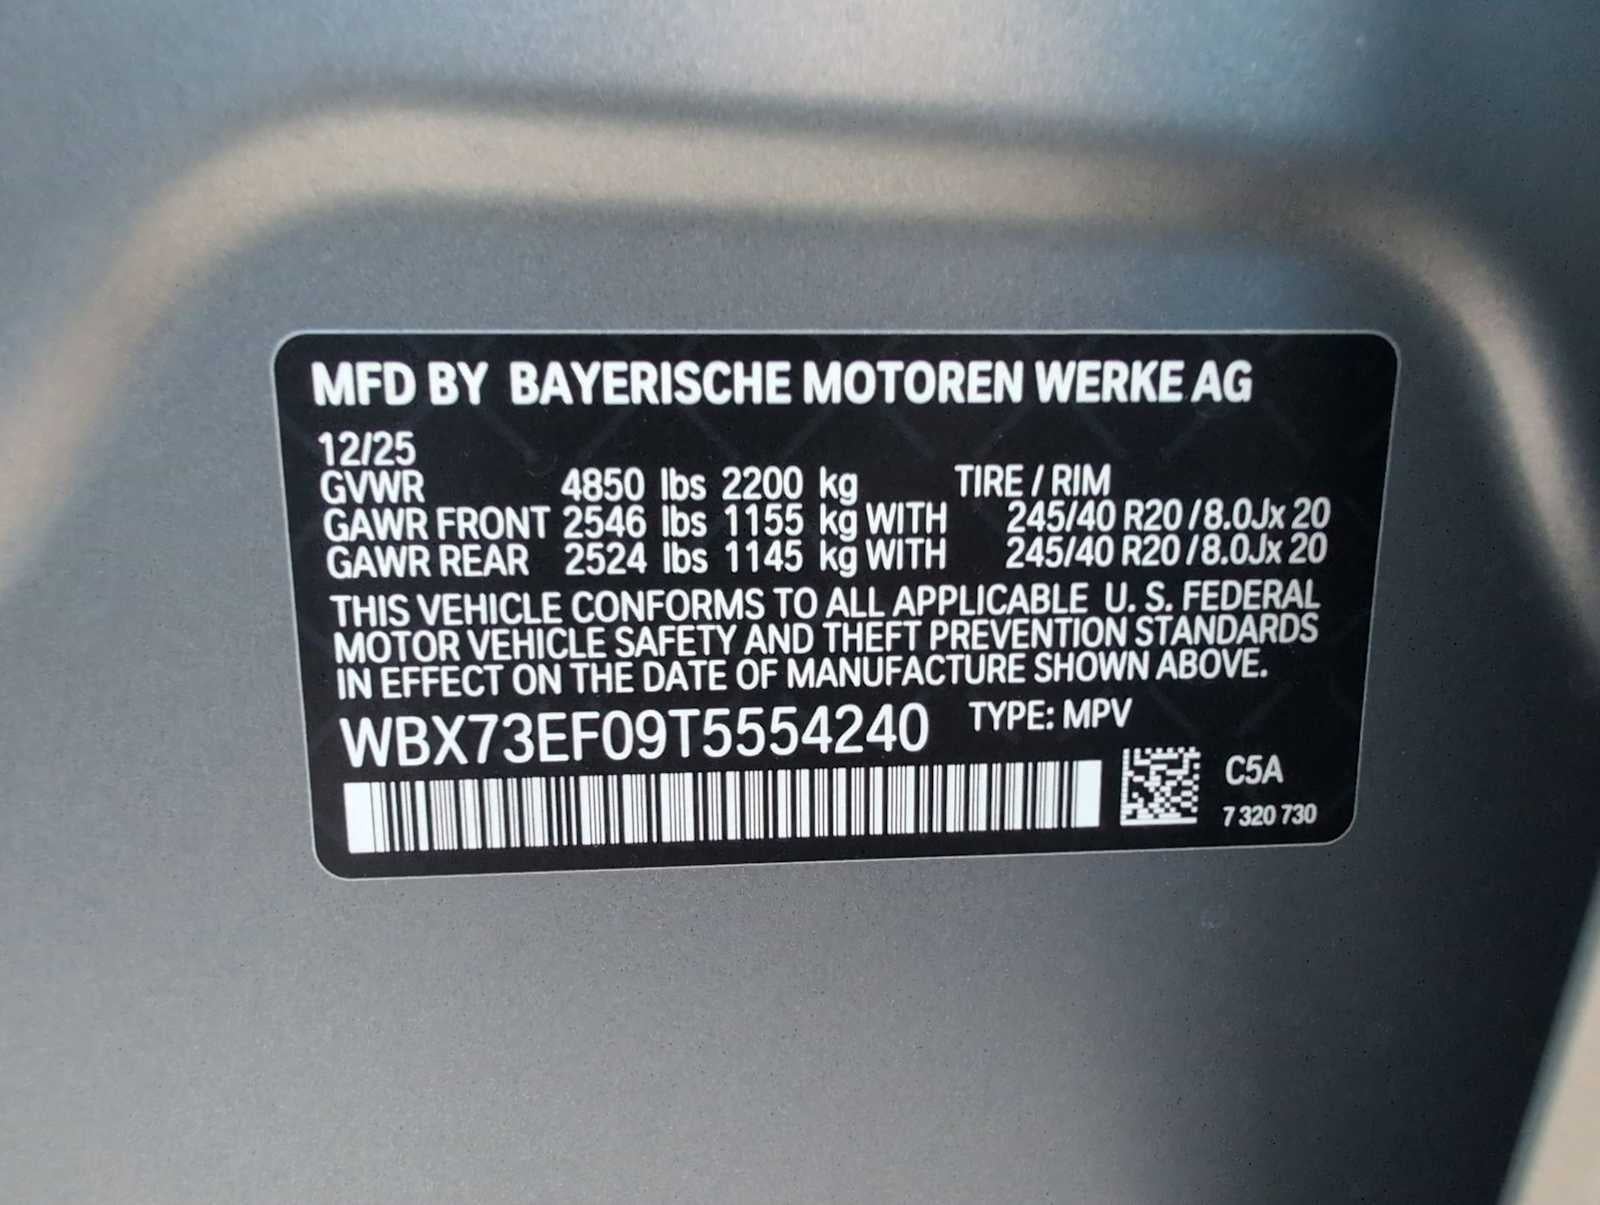 MFD BY BAYERISCHE MOTOREN WERKE AG
12/25
GVWR 4850 lbs 2200 kg TIRE / RIM
GAWR FRONT 2546 lbs 1155 kg WITH 245/40 R20 / 8.0Jx 20
GAWR REAR 2524 lbs 1145 kg WITH 245/40 R20 / 8.0Jx 20
THIS VEHICLE CONFORMS TO ALL APPLICABLE U. S. FEDERAL
MOTOR VEHICLE SAFETY AND THEFT PREVENTION STANDARDS
IN EFFECT ON THE DATE OF MANUFACTURE SHOWN ABOVE.
WBX73EF09T5554240 TYPE: MPV
C5A
7 320 730